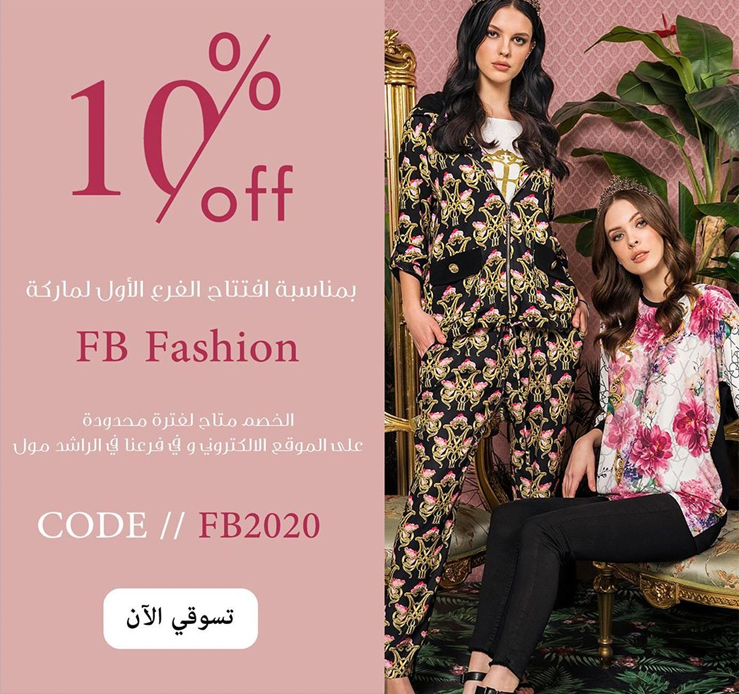 10%
off
بمناسبة افتتاح الفرع الأول لماركة
FB Fashion
الخصم متاح لفترة محدودة
على الموقع الالكتروني و في فرعنا في الراشد مول
CODE // FB2020
تسوقي الآن